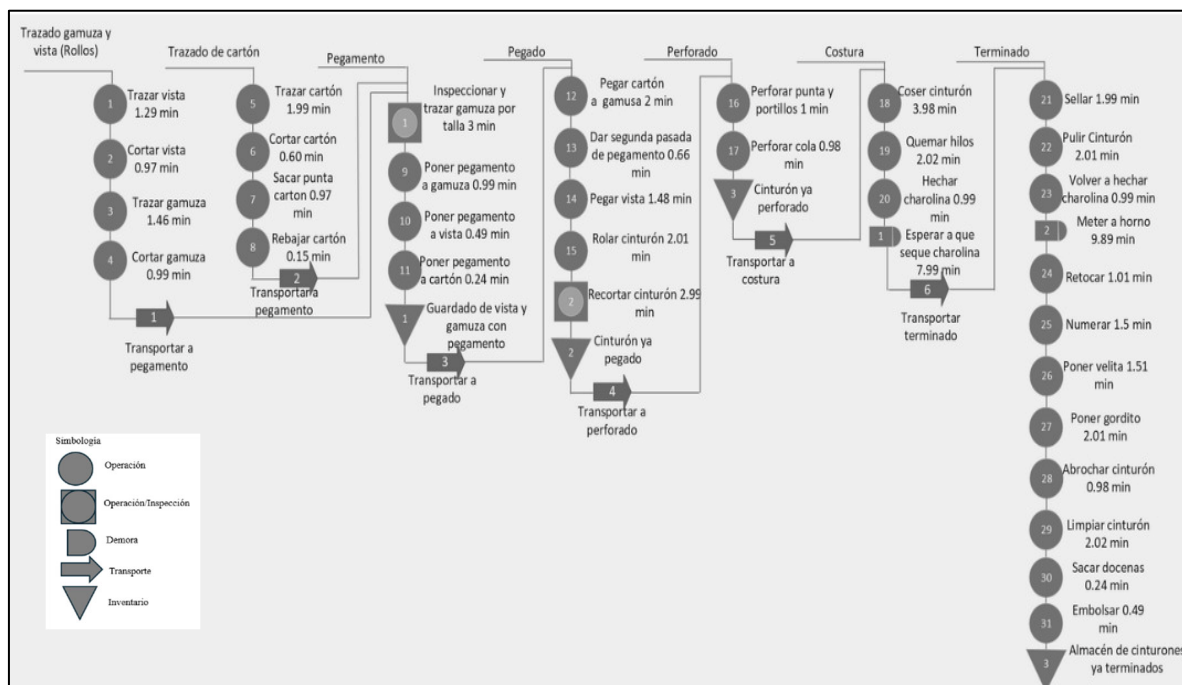 Trazado gamuza y
vista (Rollos)
1
Trazar vista
1.29 min
2
Cortar vista
0.97 min
3
Trazar gamuza
1.46 min
4
Cortar gamuza
0.99 min
1
Transportar a
pegamento
Trazado de cartón
5
Trazar cartón
1.99 min
6
Cortar cartón
0.60 min
7
Sacar punta
carton 0.97
min
8
Rebajar cartón
0.15 min
2
Transportar a
pegamento
Pegamento
1
Inspeccionar y
trazar gamuza por
talla 3 min
9
Poner pegamento
a gamuza 0.99 min
10
Poner pegamento
a vista 0.49 min
11
Poner pegamento
a cartón 0.24 min
1
Guardado de vista y
gamuza con
pegamento
3
Transportar a
pegado
Pegado
12
Pegar cartón
a gamusa 2 min
13
Dar segunda pasada
de pegamento 0.66
min
14
Pegar vista 1.48 min
15
Rolar cinturón 2.01
min
2
Recortar cinturón 2.99
min
2
Cinturón ya
pegado
4
Transportar a
perforado
Perforado
16
Perforar punta y
portillos 1 min
17
Perforar cola 0.98
min
3
Cinturón ya
perforado
5
Transportar a
costura
Costura
18
Coser cinturón
3.98 min
19
Quemar hilos
2.02 min
20
Hechar
charolina 0.99
min
1
Esperar a que
seque charolina
7.99 min
6
Transportar
terminado
Terminado
21
Sellar 1.99 min
22
Pulir Cinturón
2.01 min
23
Volver a hechar
charolina 0.99 min
2
Meter a horno
9.89 min
24
Retocar 1.01 min
25
Numerar 1.5 min
26
Poner velita 1.51
min
27
Poner gordito
2.01 min
28
Abrochar cinturón
0.98 min
29
Limpiar cinturón
2.02 min
30
Sacar docenas
0.24 min
31
Embolsar 0.49
min
3
Almacén de cinturones
ya terminados
Simbología
Operación
Operación/Inspección
Demora
Transporte
Inventario